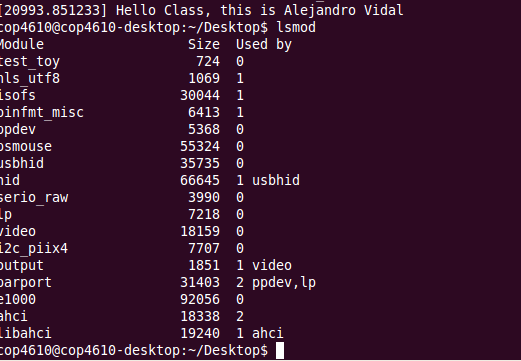 [20993.851233] Hello Class, this is Alejandro Vidal
cop4610@cop4610-desktop:~/Desktop$ lsmod
Module Size Used by
test_toy 724 0
nls_utf8 1069 1
isofs 30044 1
binfmt_misc 6413 1
ppdev 5368 0
psmouse 55324 0
usbhid 35735 0
hid 66645 1 usbhid
serio_raw 3990 0
lp 7218 0
video 18159 0
i2c_piix4 7707 0
output 1851 1 video
parport 31403 2 ppdev,lp
e1000 92056 0
ahci 18338 2
libahci 19240 1 ahci
cop4610@cop4610-desktop:~/Desktop$